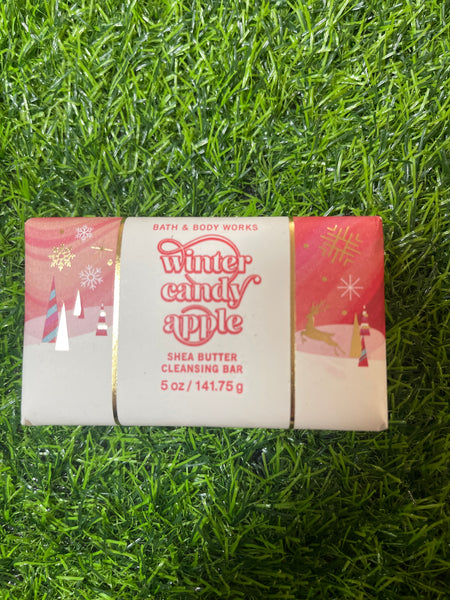 BATH & BODY WORKS
winter
candy
apple
SHEA BUTTER
CLEANSING BAR
5 oz / 141.75 g